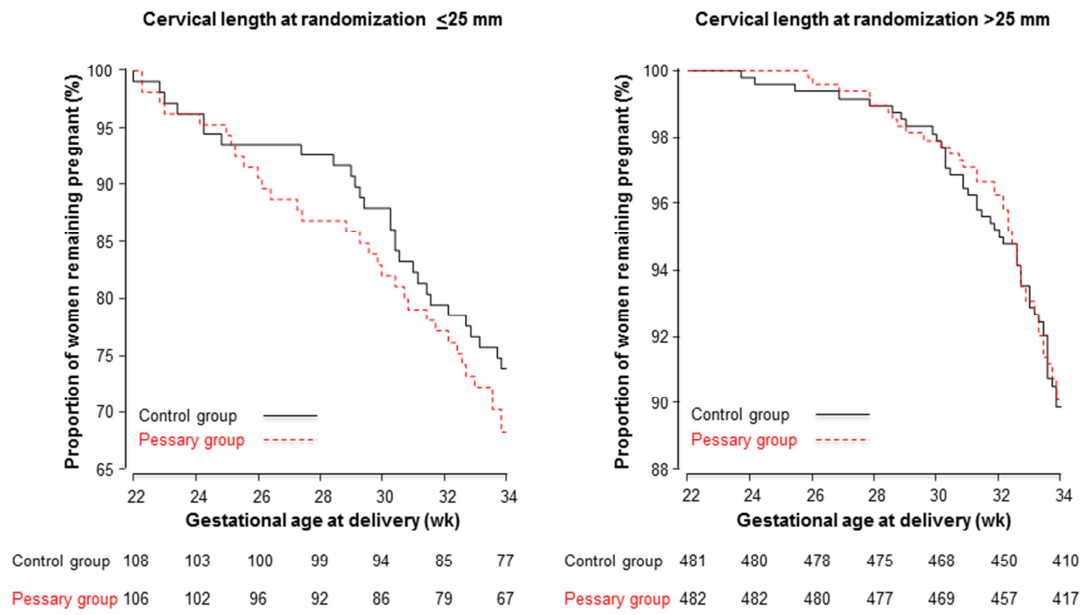 Cervical length at randomization ≤25 mm
Proportion of women remaining pregnant (%)
100
95
90
85
80
75
70
65
Control group
Pessary group
22 24 26 28 30 32 34
Gestational age at delivery (wk)
Control group 108 103 100 99 94 85 77
Pessary group 106 102 96 92 86 79 67
Cervical length at randomization >25 mm
Proportion of women remaining pregnant (%)
100
98
96
94
92
90
88
Control group
Pessary group
22 24 26 28 30 32 34
Gestational age at delivery (wk)
Control group 481 480 478 475 468 450 410
Pessary group 482 482 480 477 469 457 417